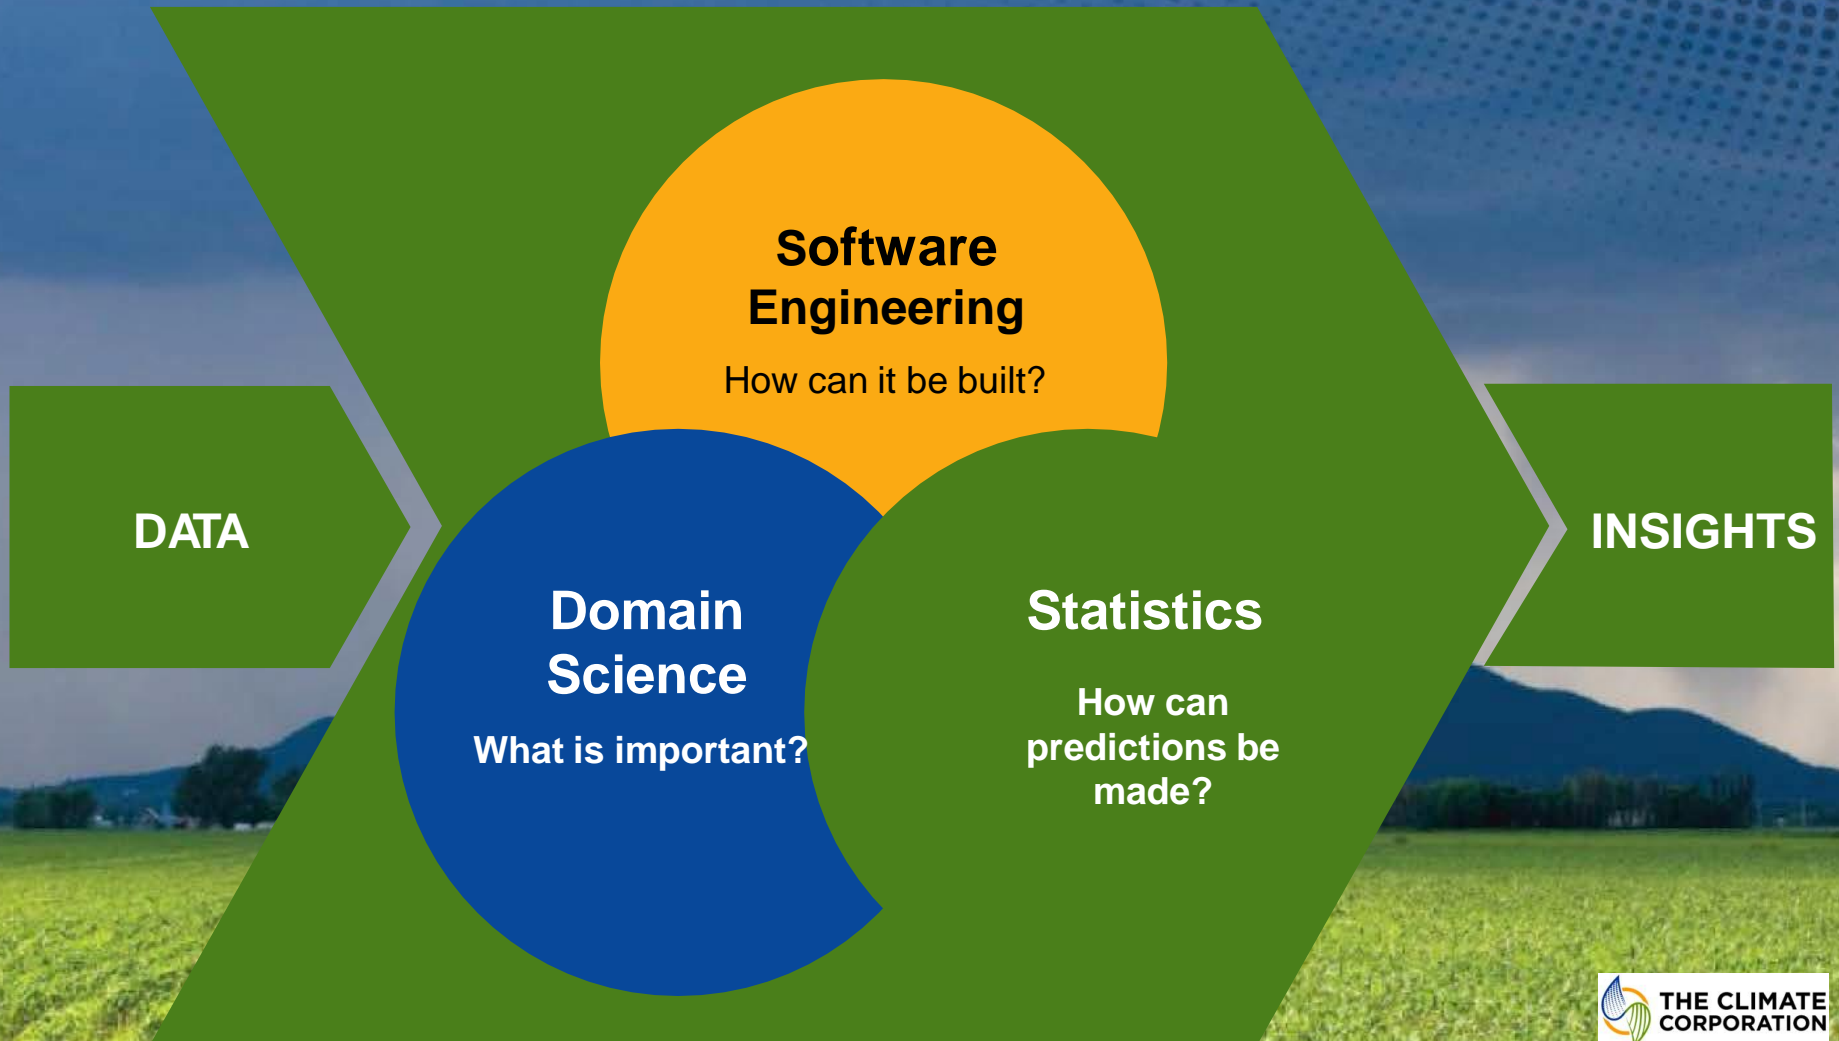 Software
Engineering
How can it be built?
DATA
INSIGHTS
Domain
Science
What is important?
Statistics
How can
predictions be
made?
THE CLIMATE
CORPORATION